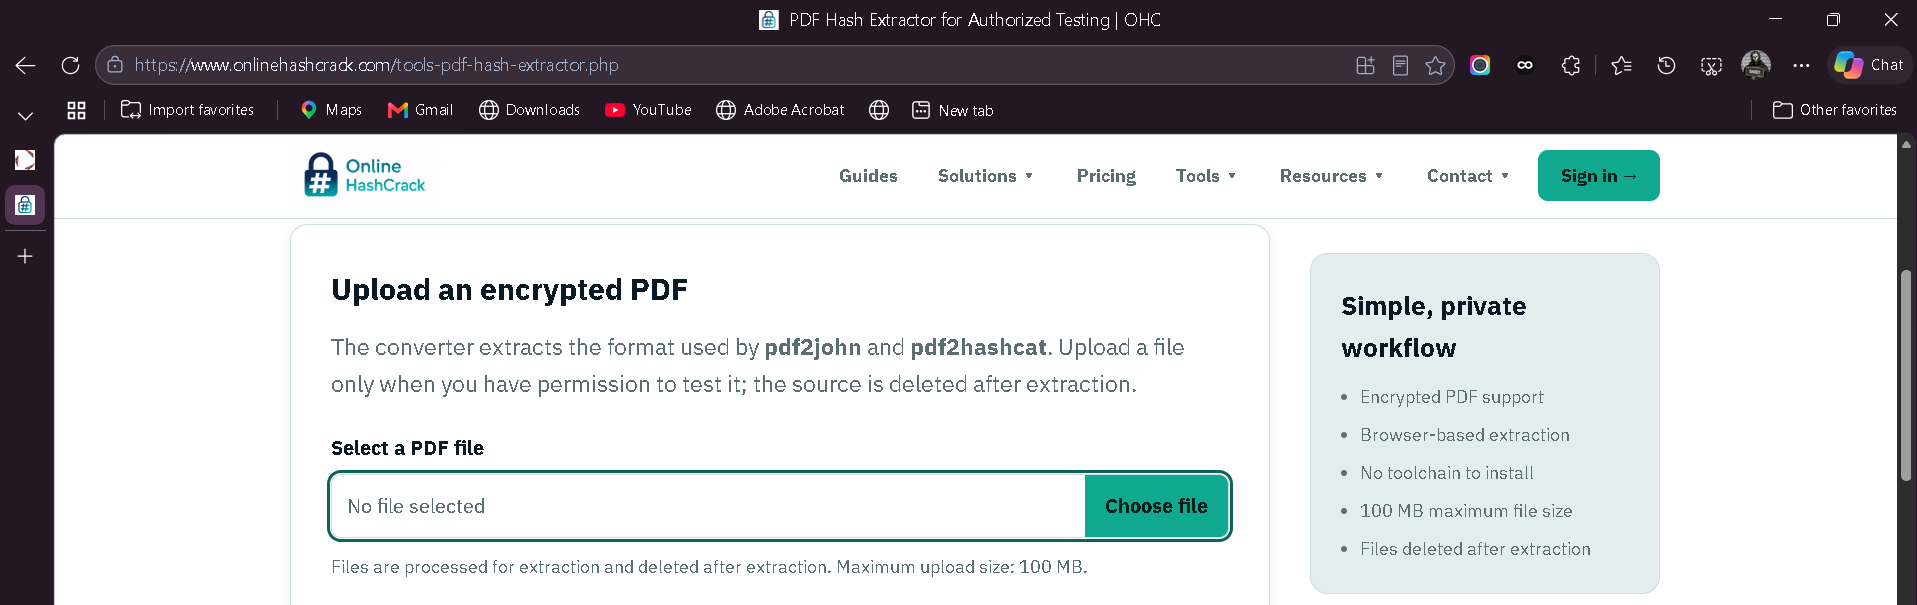 PDF Hash Extractor for Authorized Testing | OHC
https://www.onlinehashcrack.com/tools-pdf-hash-extractor.php
Chat
Import favorites
Maps
Gmail
Downloads
YouTube
Adobe Acrobat
New tab
Other favorites
Online
HashCrack
Guides
Solutions
Pricing
Tools
Resources
Contact
Sign in →
Upload an encrypted PDF
The converter extracts the format used by pdf2john and pdf2hashcat. Upload a file
only when you have permission to test it; the source is deleted after extraction.
Select a PDF file
No file selected
Choose file
Files are processed for extraction and deleted after extraction. Maximum upload size: 100 MB.
Simple, private
workflow
• Encrypted PDF support
• Browser-based extraction
• No toolchain to install
• 100 MB maximum file size
• Files deleted after extraction